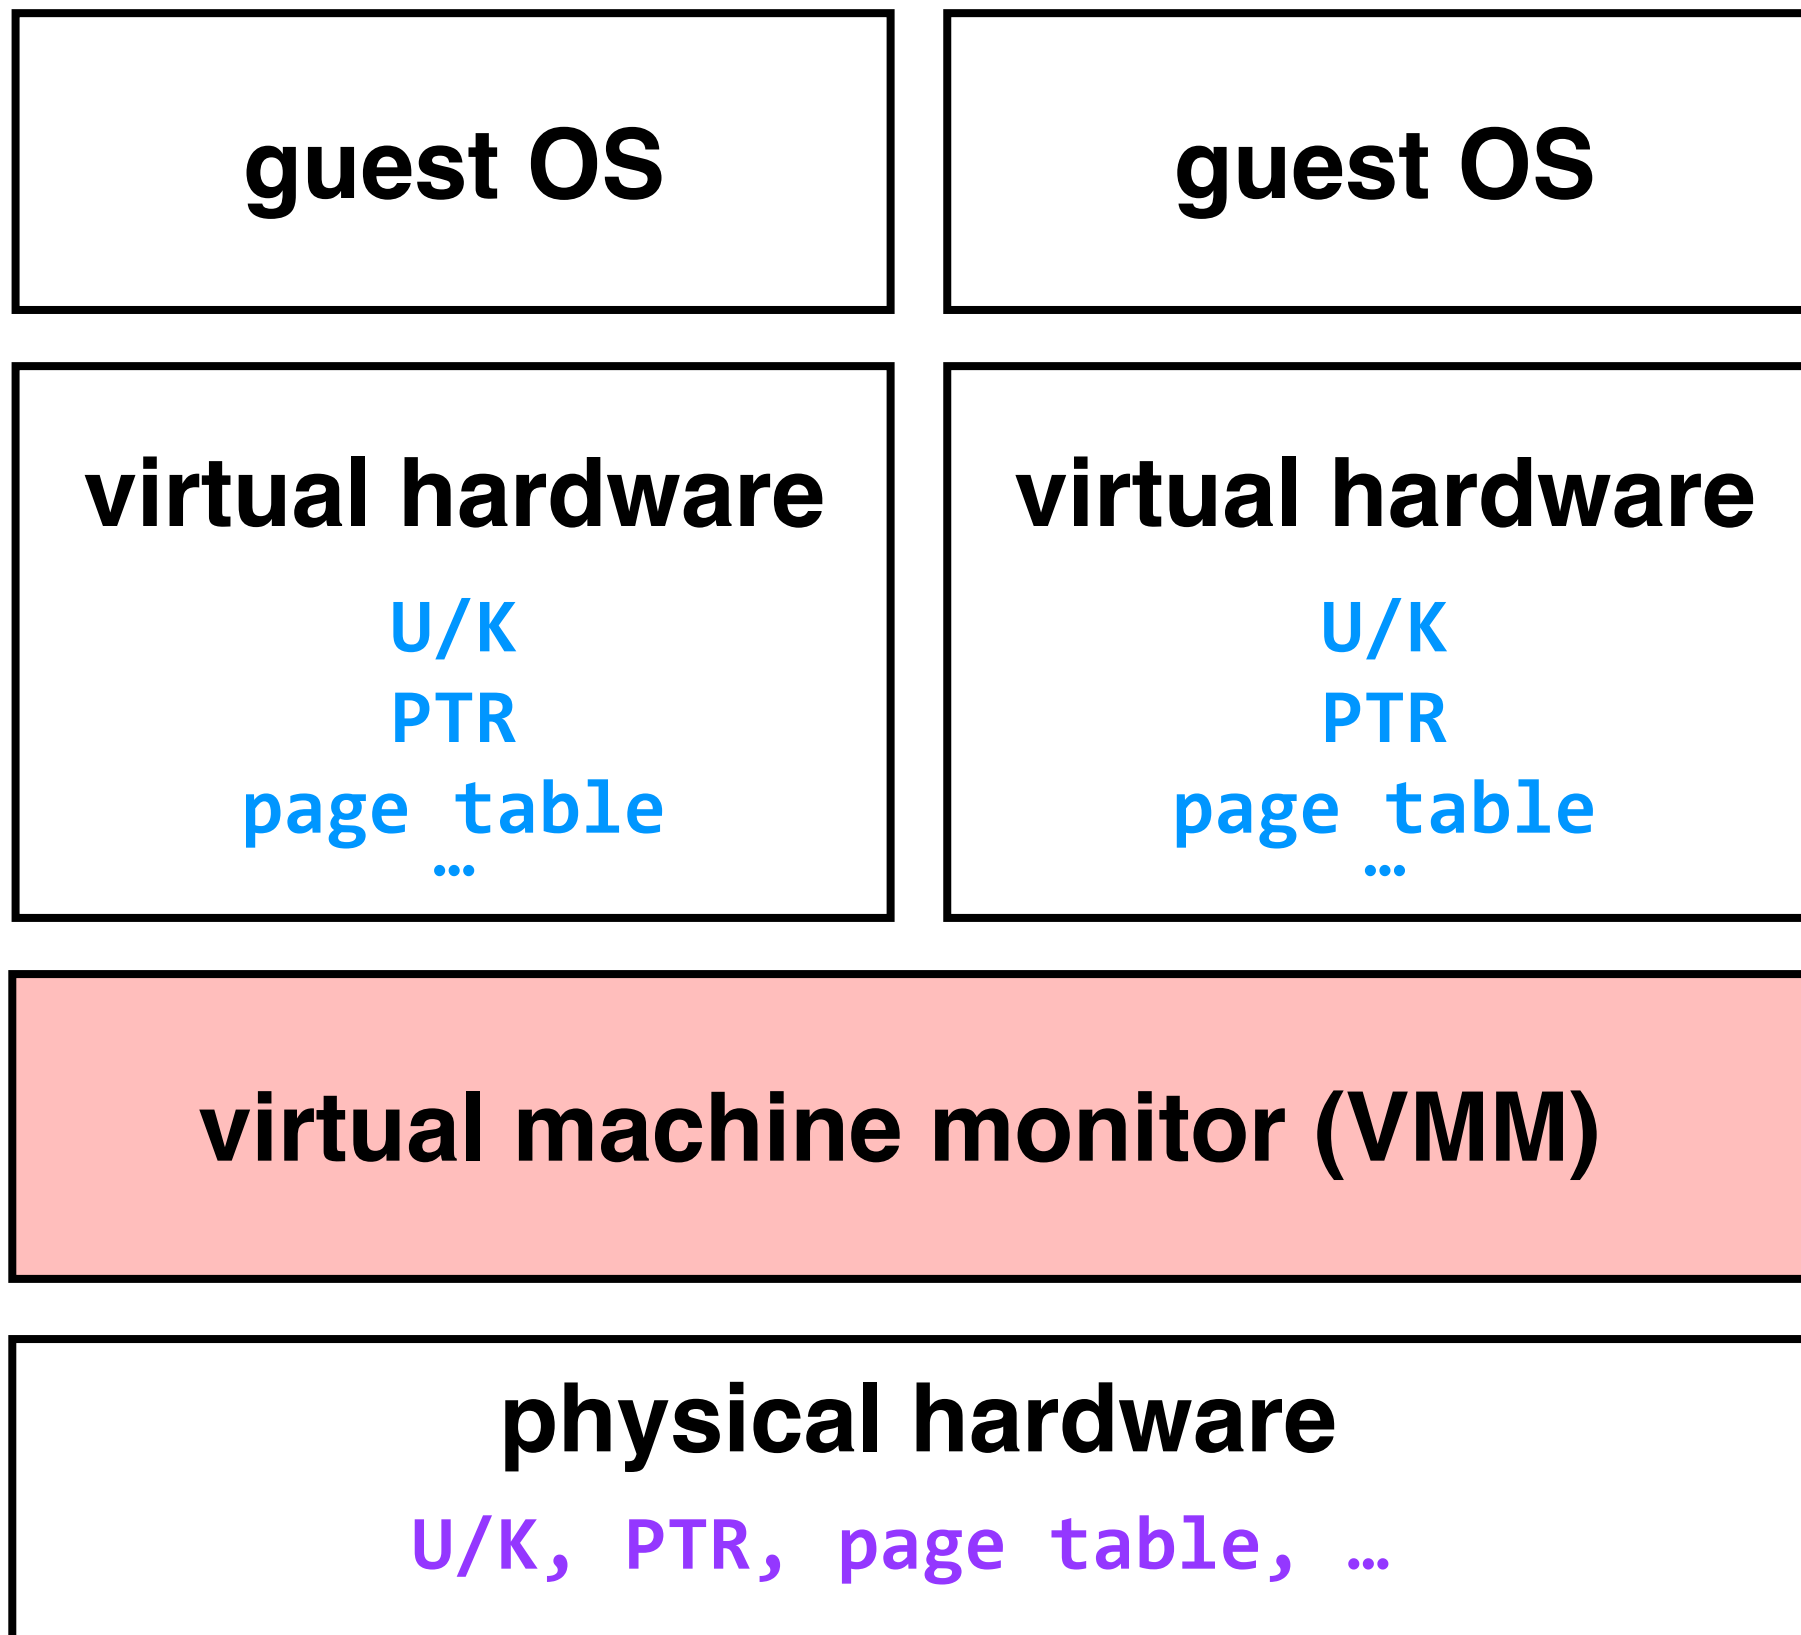 guest OS
guest OS
virtual hardware
U/K
PTR
page table
…
virtual hardware
U/K
PTR
page table
…
virtual machine monitor (VMM)
physical hardware
U/K, PTR, page table, …